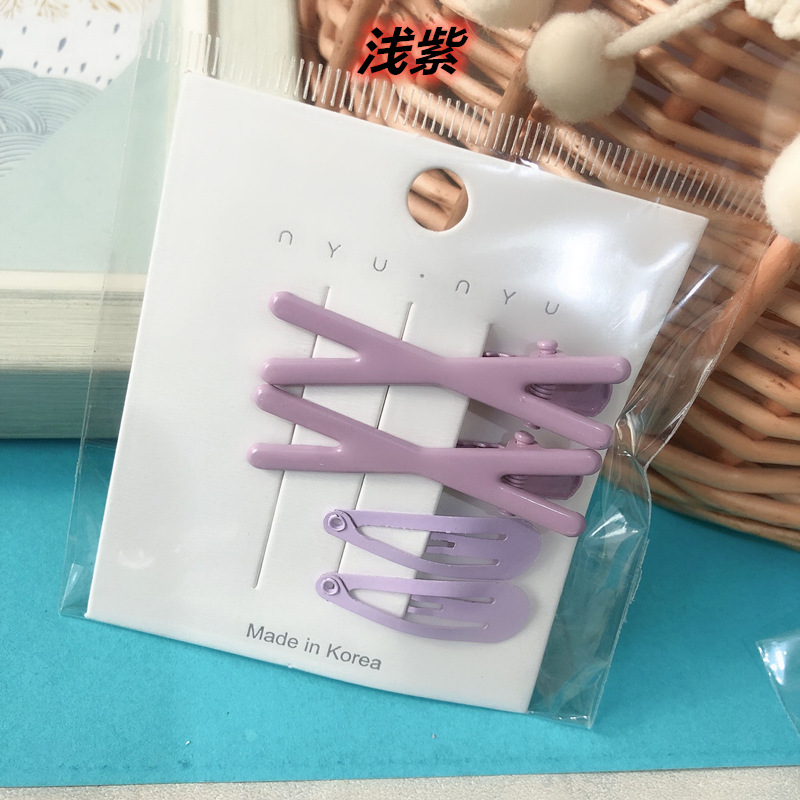 浅紫
nyu·nyu
Made in Korea